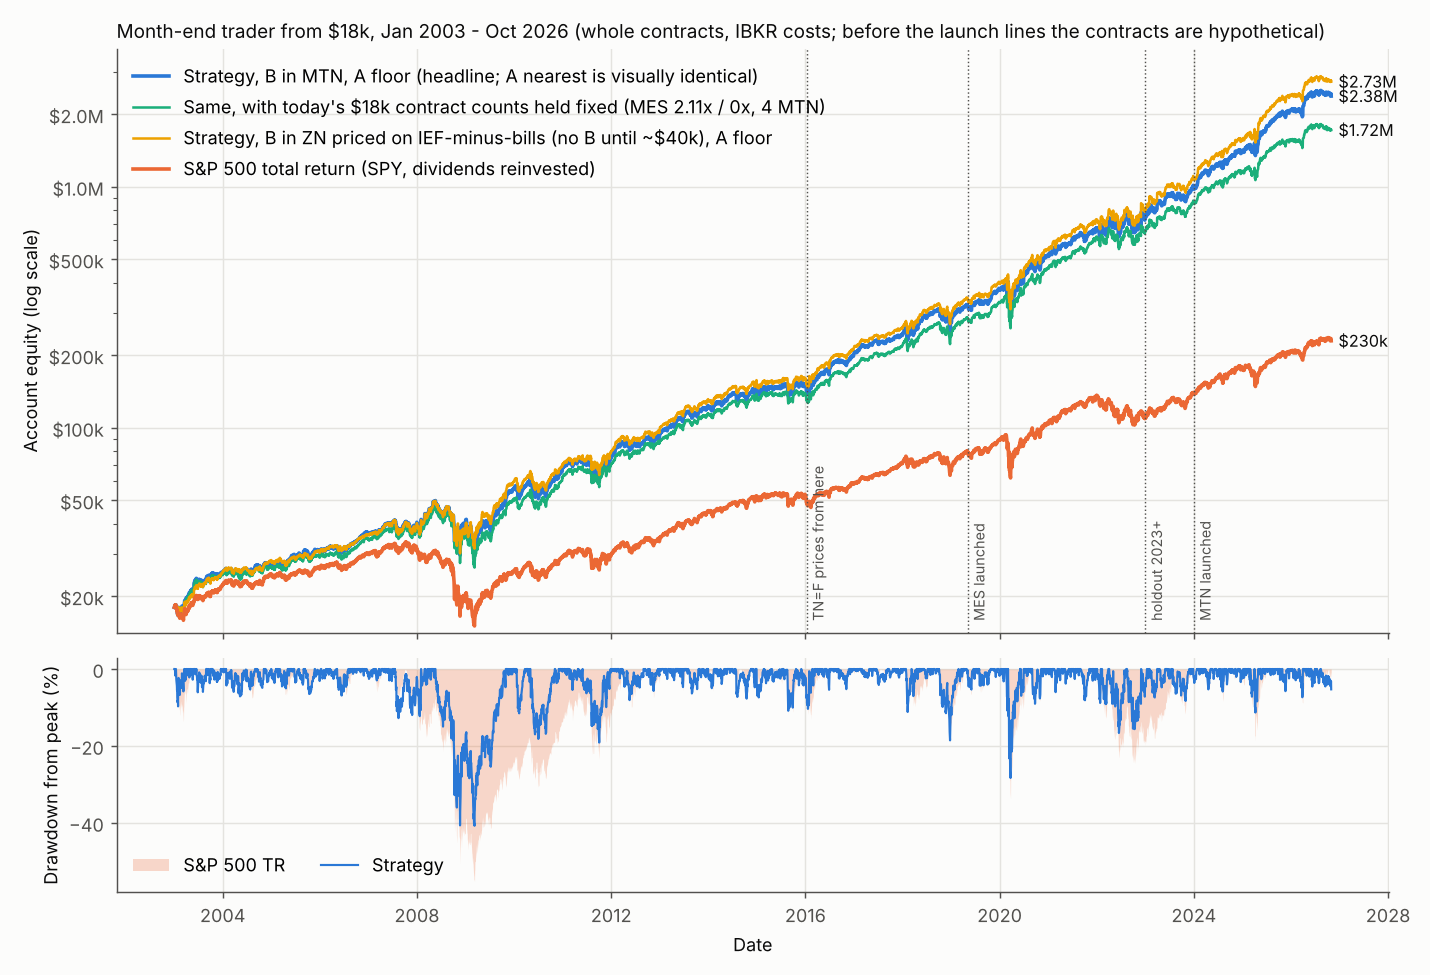 Month-end trader from $18k, Jan 2003 - Oct 2026 (whole contracts, IBKR costs; before the launch lines the contracts are hypothetical)
Strategy, B in MTN, A floor (headline; A nearest is visually identical)
Same, with today's $18k contract counts held fixed (MES 2.11x / 0x, 4 MTN)
Strategy, B in ZN priced on IEF-minus-bills (no B until ~$40k), A floor
S&P 500 total return (SPY, dividends reinvested)
Account equity (log scale)
$2.0M
$1.0M
$500k
$200k
$100k
$50k
$20k
$2.73M
$2.38M
$1.72M
$230k
TN=F prices from here
MES launched
holdout 2023+
MTN launched
Drawdown from peak (%)
0
−20
−40
S&P 500 TR
Strategy
2004
2008
2012
2016
2020
2024
2028
Date